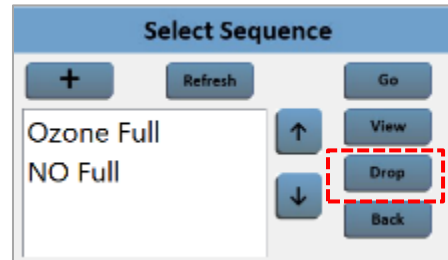 Select Sequence
+ Refresh Go
Ozone Full
NO Full
↑ View
Drop
↓
Back